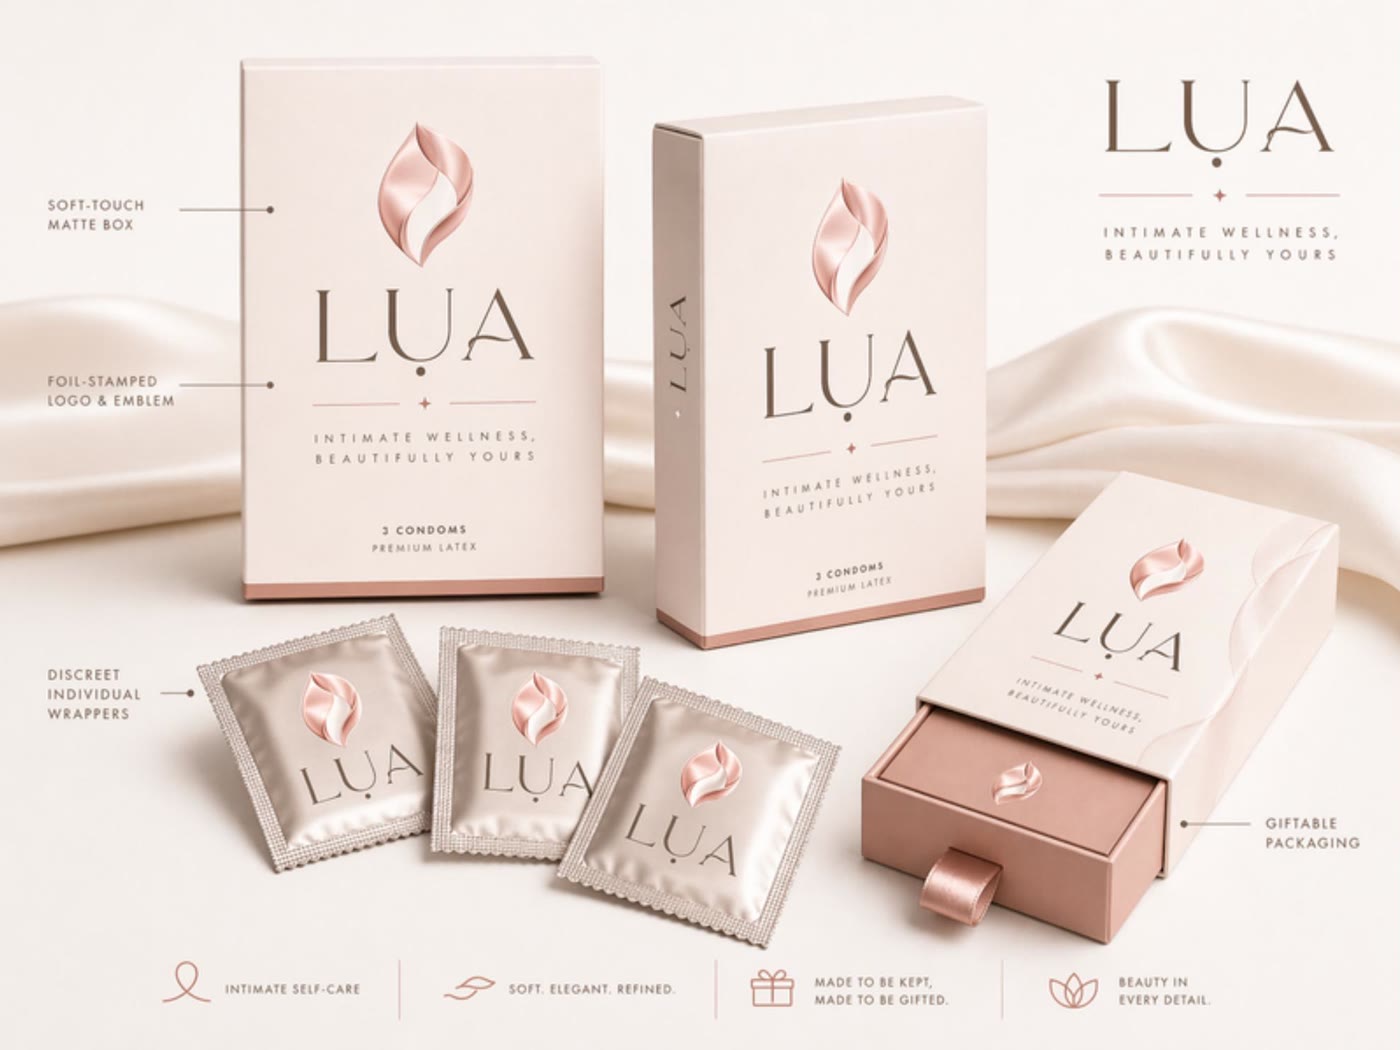 LỤA
INTIMATE WELLNESS,
BEAUTIFULLY YOURS
SOFT-TOUCH
MATTE BOX
FOIL-STAMPED
LOGO & EMBLEM
LỤA
INTIMATE WELLNESS,
BEAUTIFULLY YOURS
3 CONDOMS
PREMIUM LATEX
LỤA
LỤA
INTIMATE WELLNESS,
BEAUTIFULLY YOURS
3 CONDOMS
PREMIUM LATEX
LỤA
INTIMATE WELLNESS,
BEAUTIFULLY YOURS
DISCREET
INDIVIDUAL
WRAPPERS
LỤA
LỤA
LỤA
GIFTABLE
PACKAGING
INTIMATE SELF-CARE
SOFT. ELEGANT. REFINED.
MADE TO BE KEPT,
MADE TO BE GIFTED.
BEAUTY IN
EVERY DETAIL.